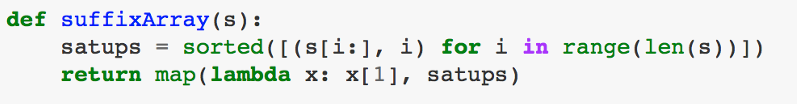 def suffixArray(s):
    satups = sorted([(s[i:], i) for i in range(len(s))])
    return map(lambda x: x[1], satups)